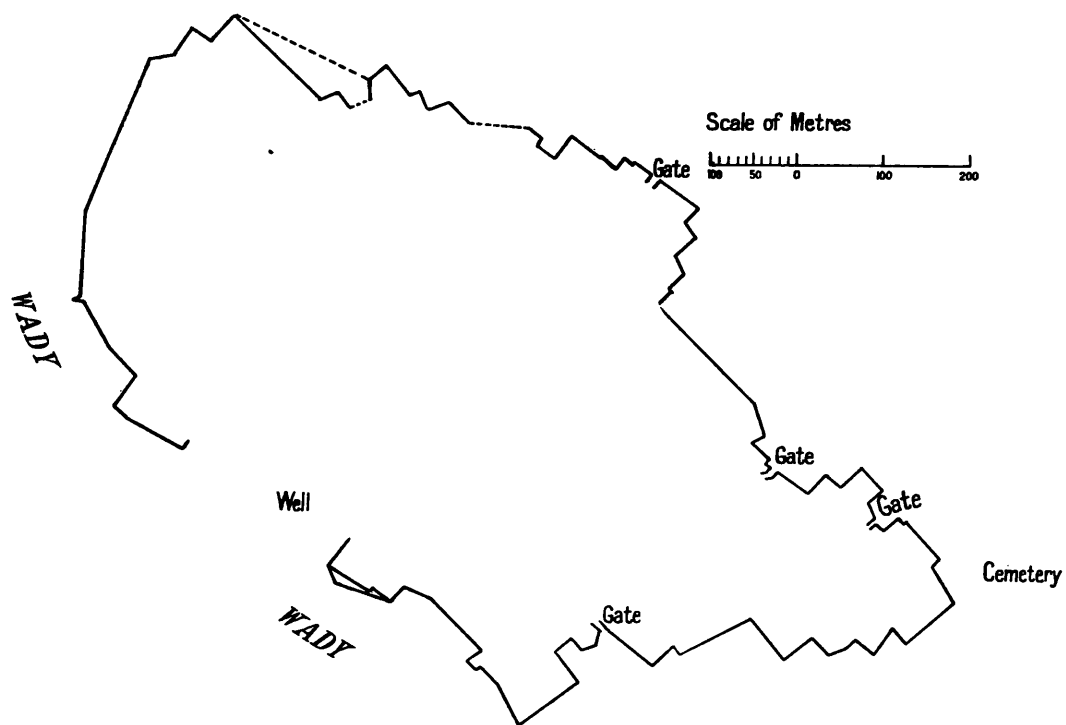 Scale of Metres
100 50 0 100 200
Gate
WADY
Gate
Well
Gate
Cemetery
Gate
WADY